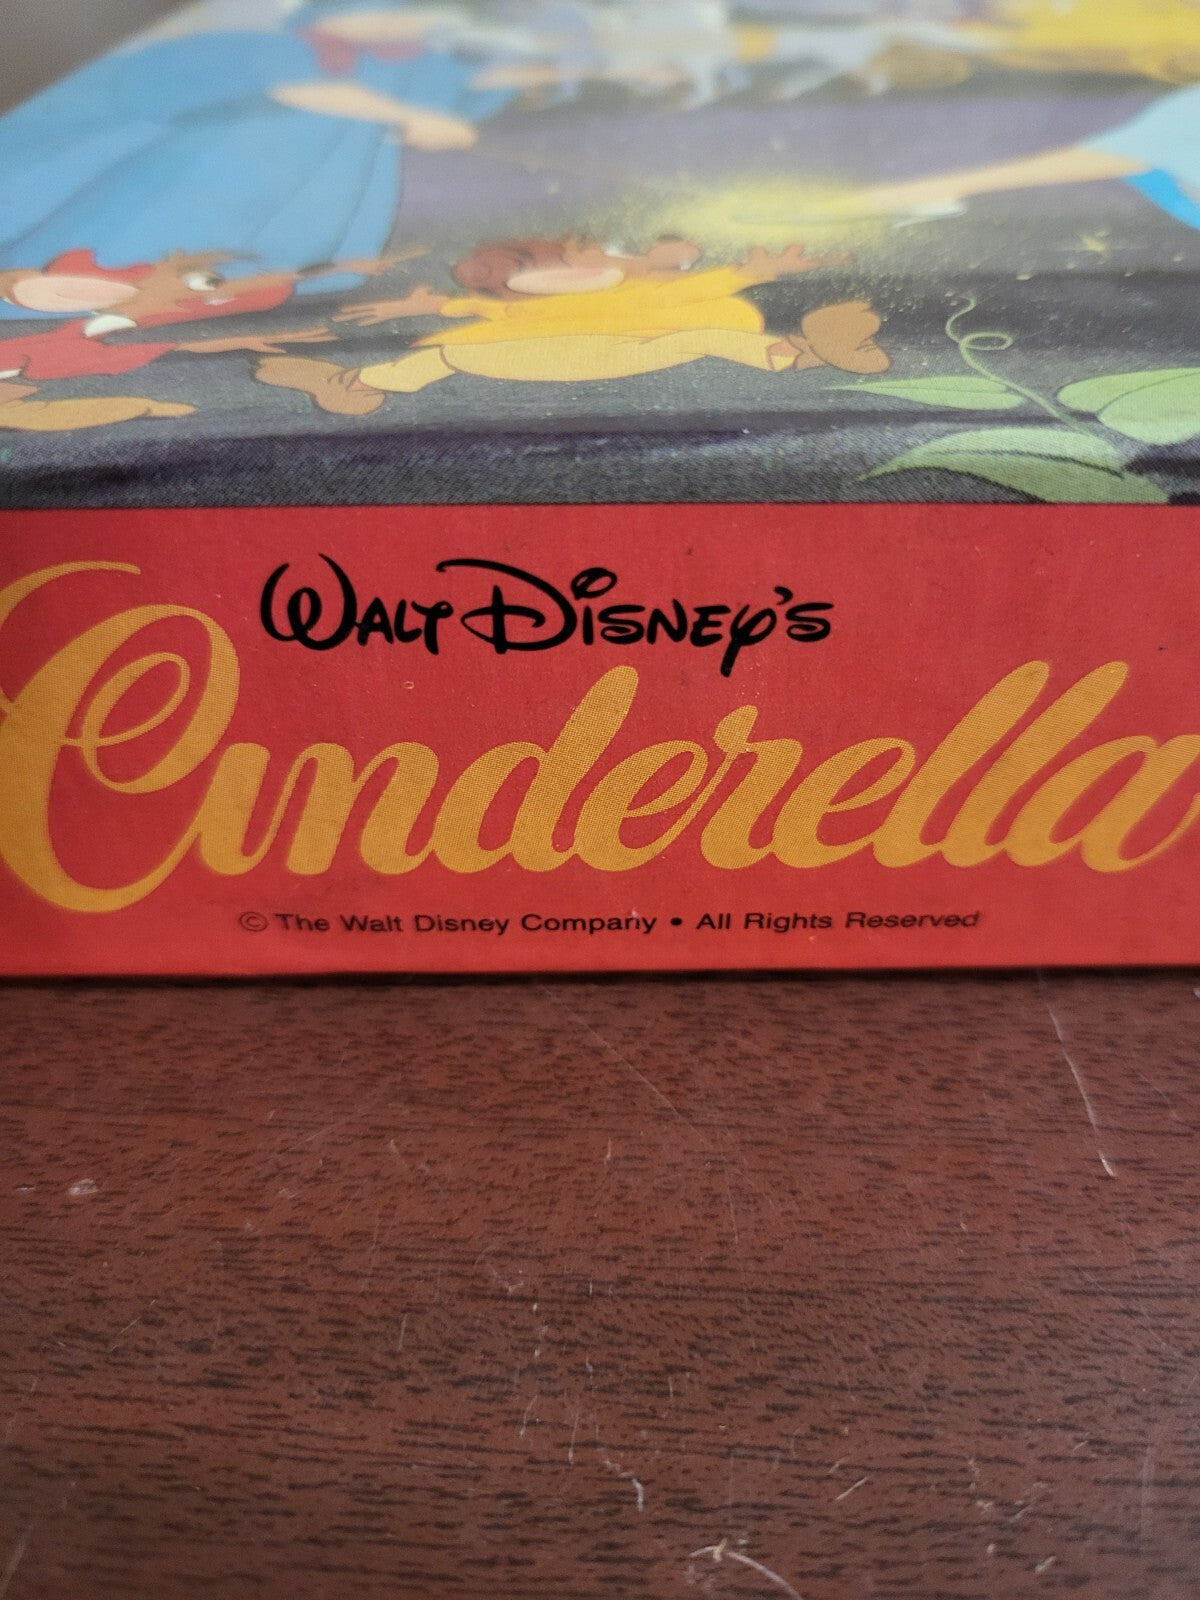 Walt Disney's
Cinderella
© The Walt Disney Company • All Rights Reserved